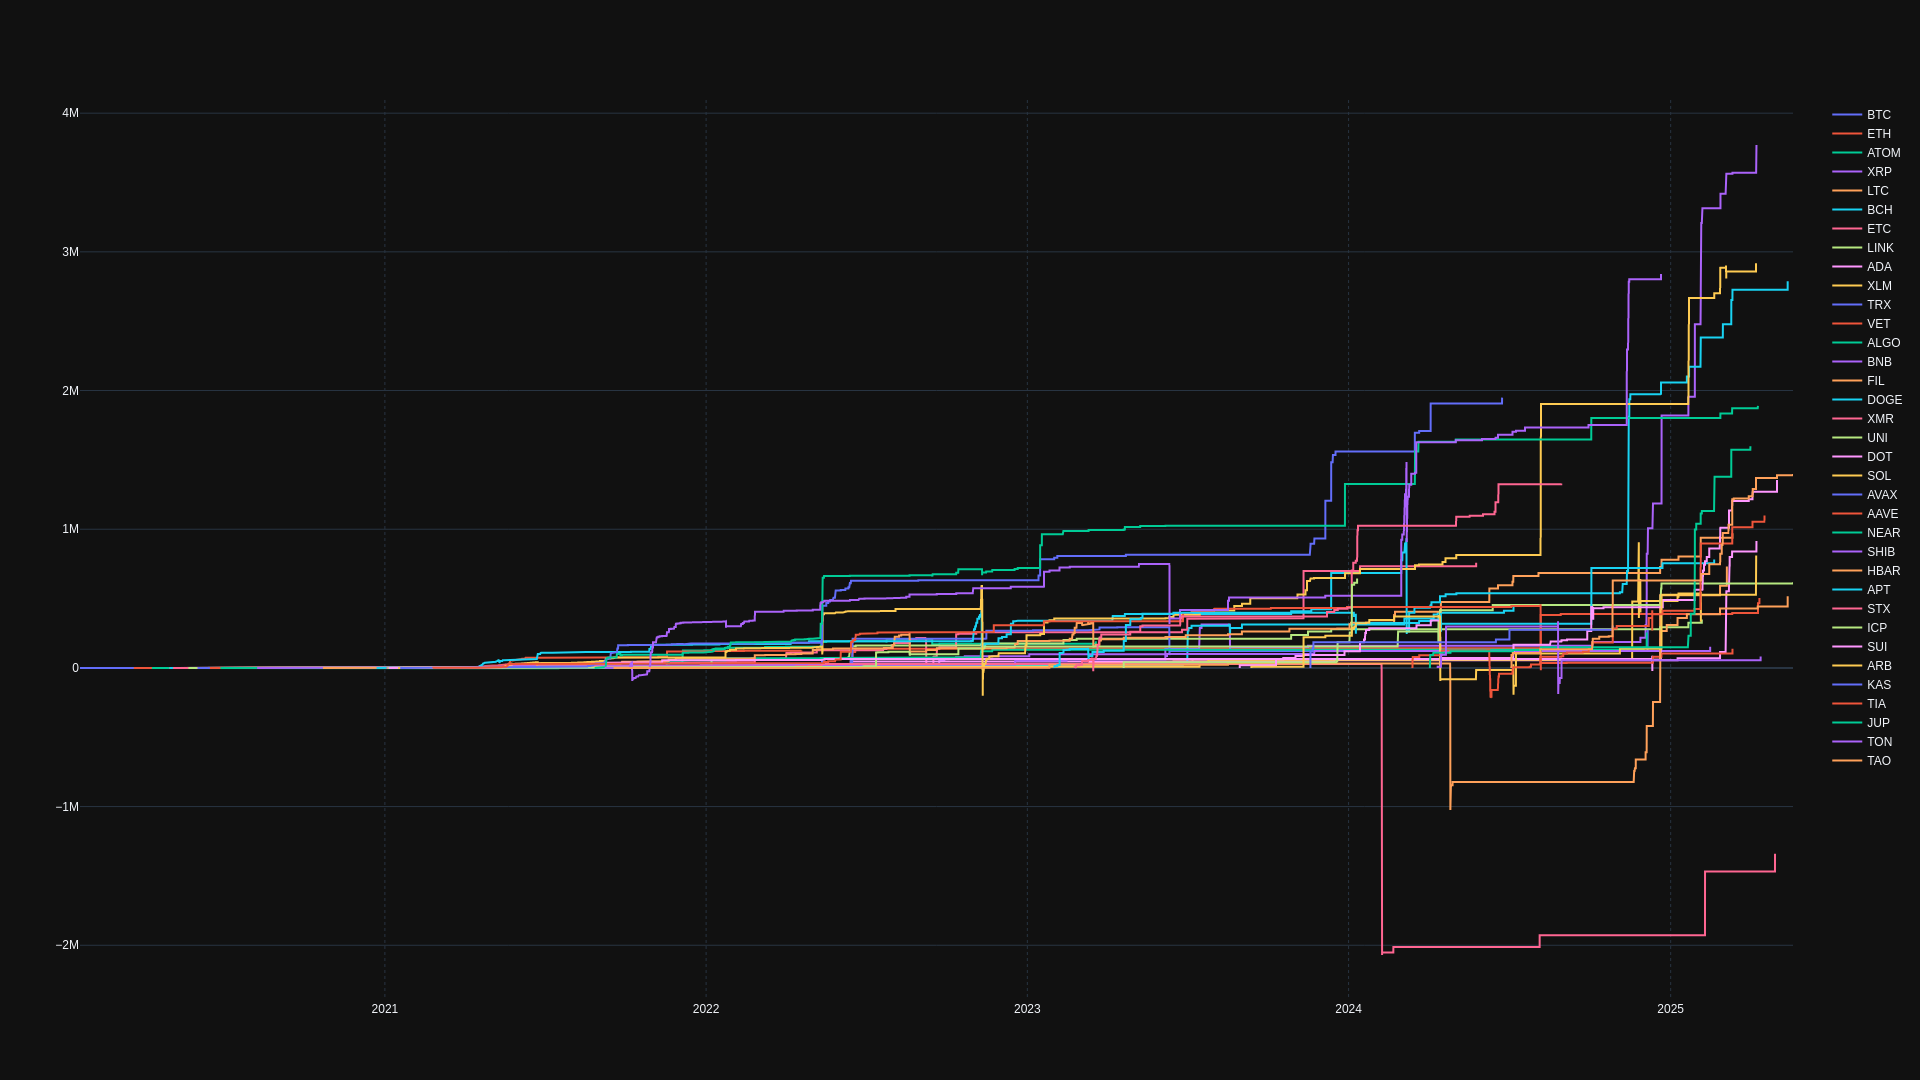 4M
3M
2M
1M
0
−1M
−2M
2021
2022
2023
2024
2025
BTC
ETH
ATOM
XRP
LTC
BCH
ETC
LINK
ADA
XLM
TRX
VET
ALGO
BNB
FIL
DOGE
XMR
UNI
DOT
SOL
AVAX
AAVE
NEAR
SHIB
HBAR
APT
STX
ICP
SUI
ARB
KAS
TIA
JUP
TON
TAO